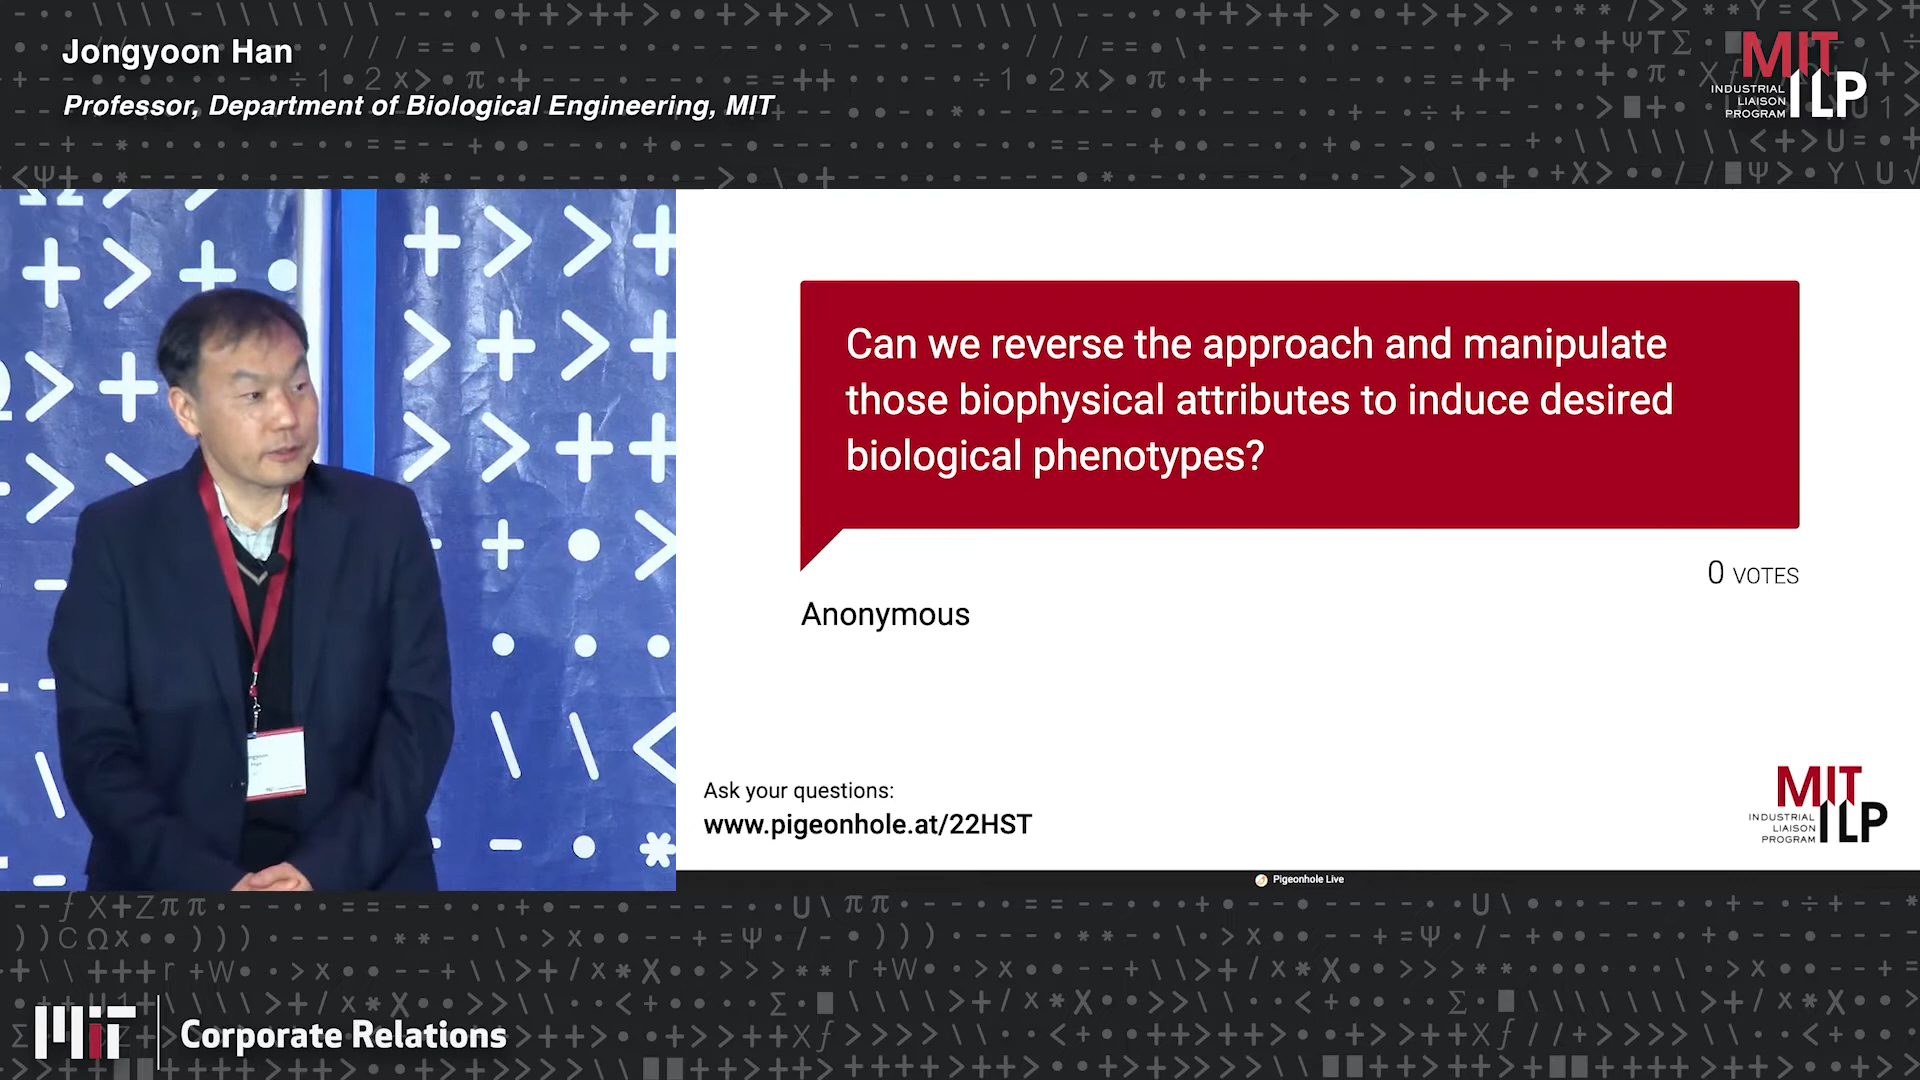 Jongyoon Han
Professor, Department of Biological Engineering, MIT
MIT
INDUSTRIAL
LIAISON
PROGRAM
ILP
Can we reverse the approach and manipulate
those biophysical attributes to induce desired
biological phenotypes?
0 VOTES
Anonymous
Han
Ask your questions:
www.pigeonhole.at/22HST
MIT
INDUSTRIAL
LIAISON
PROGRAM
ILP
Pigeonhole Live
MIT
Corporate Relations